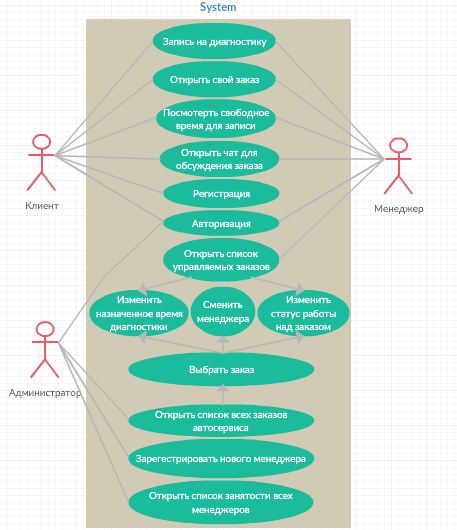 System
Запись на диагностику
Открыть свой заказ
Посмотерть свободное
время для записи
Открыть чат для
обсуждения заказа
Клиент
Менеджер
Регистрация
Авторизация
Открыть список
управляемых заказов
Изменить
назначенное время
диагностики
Сменить
менеджера
Изменить
статус работы
над заказом
Выбрать заказ
Администратор
Открыть список всех заказов
автосервиса
Зарегестрировать нового менеджера
Открыть список занятости всех
менеджеров